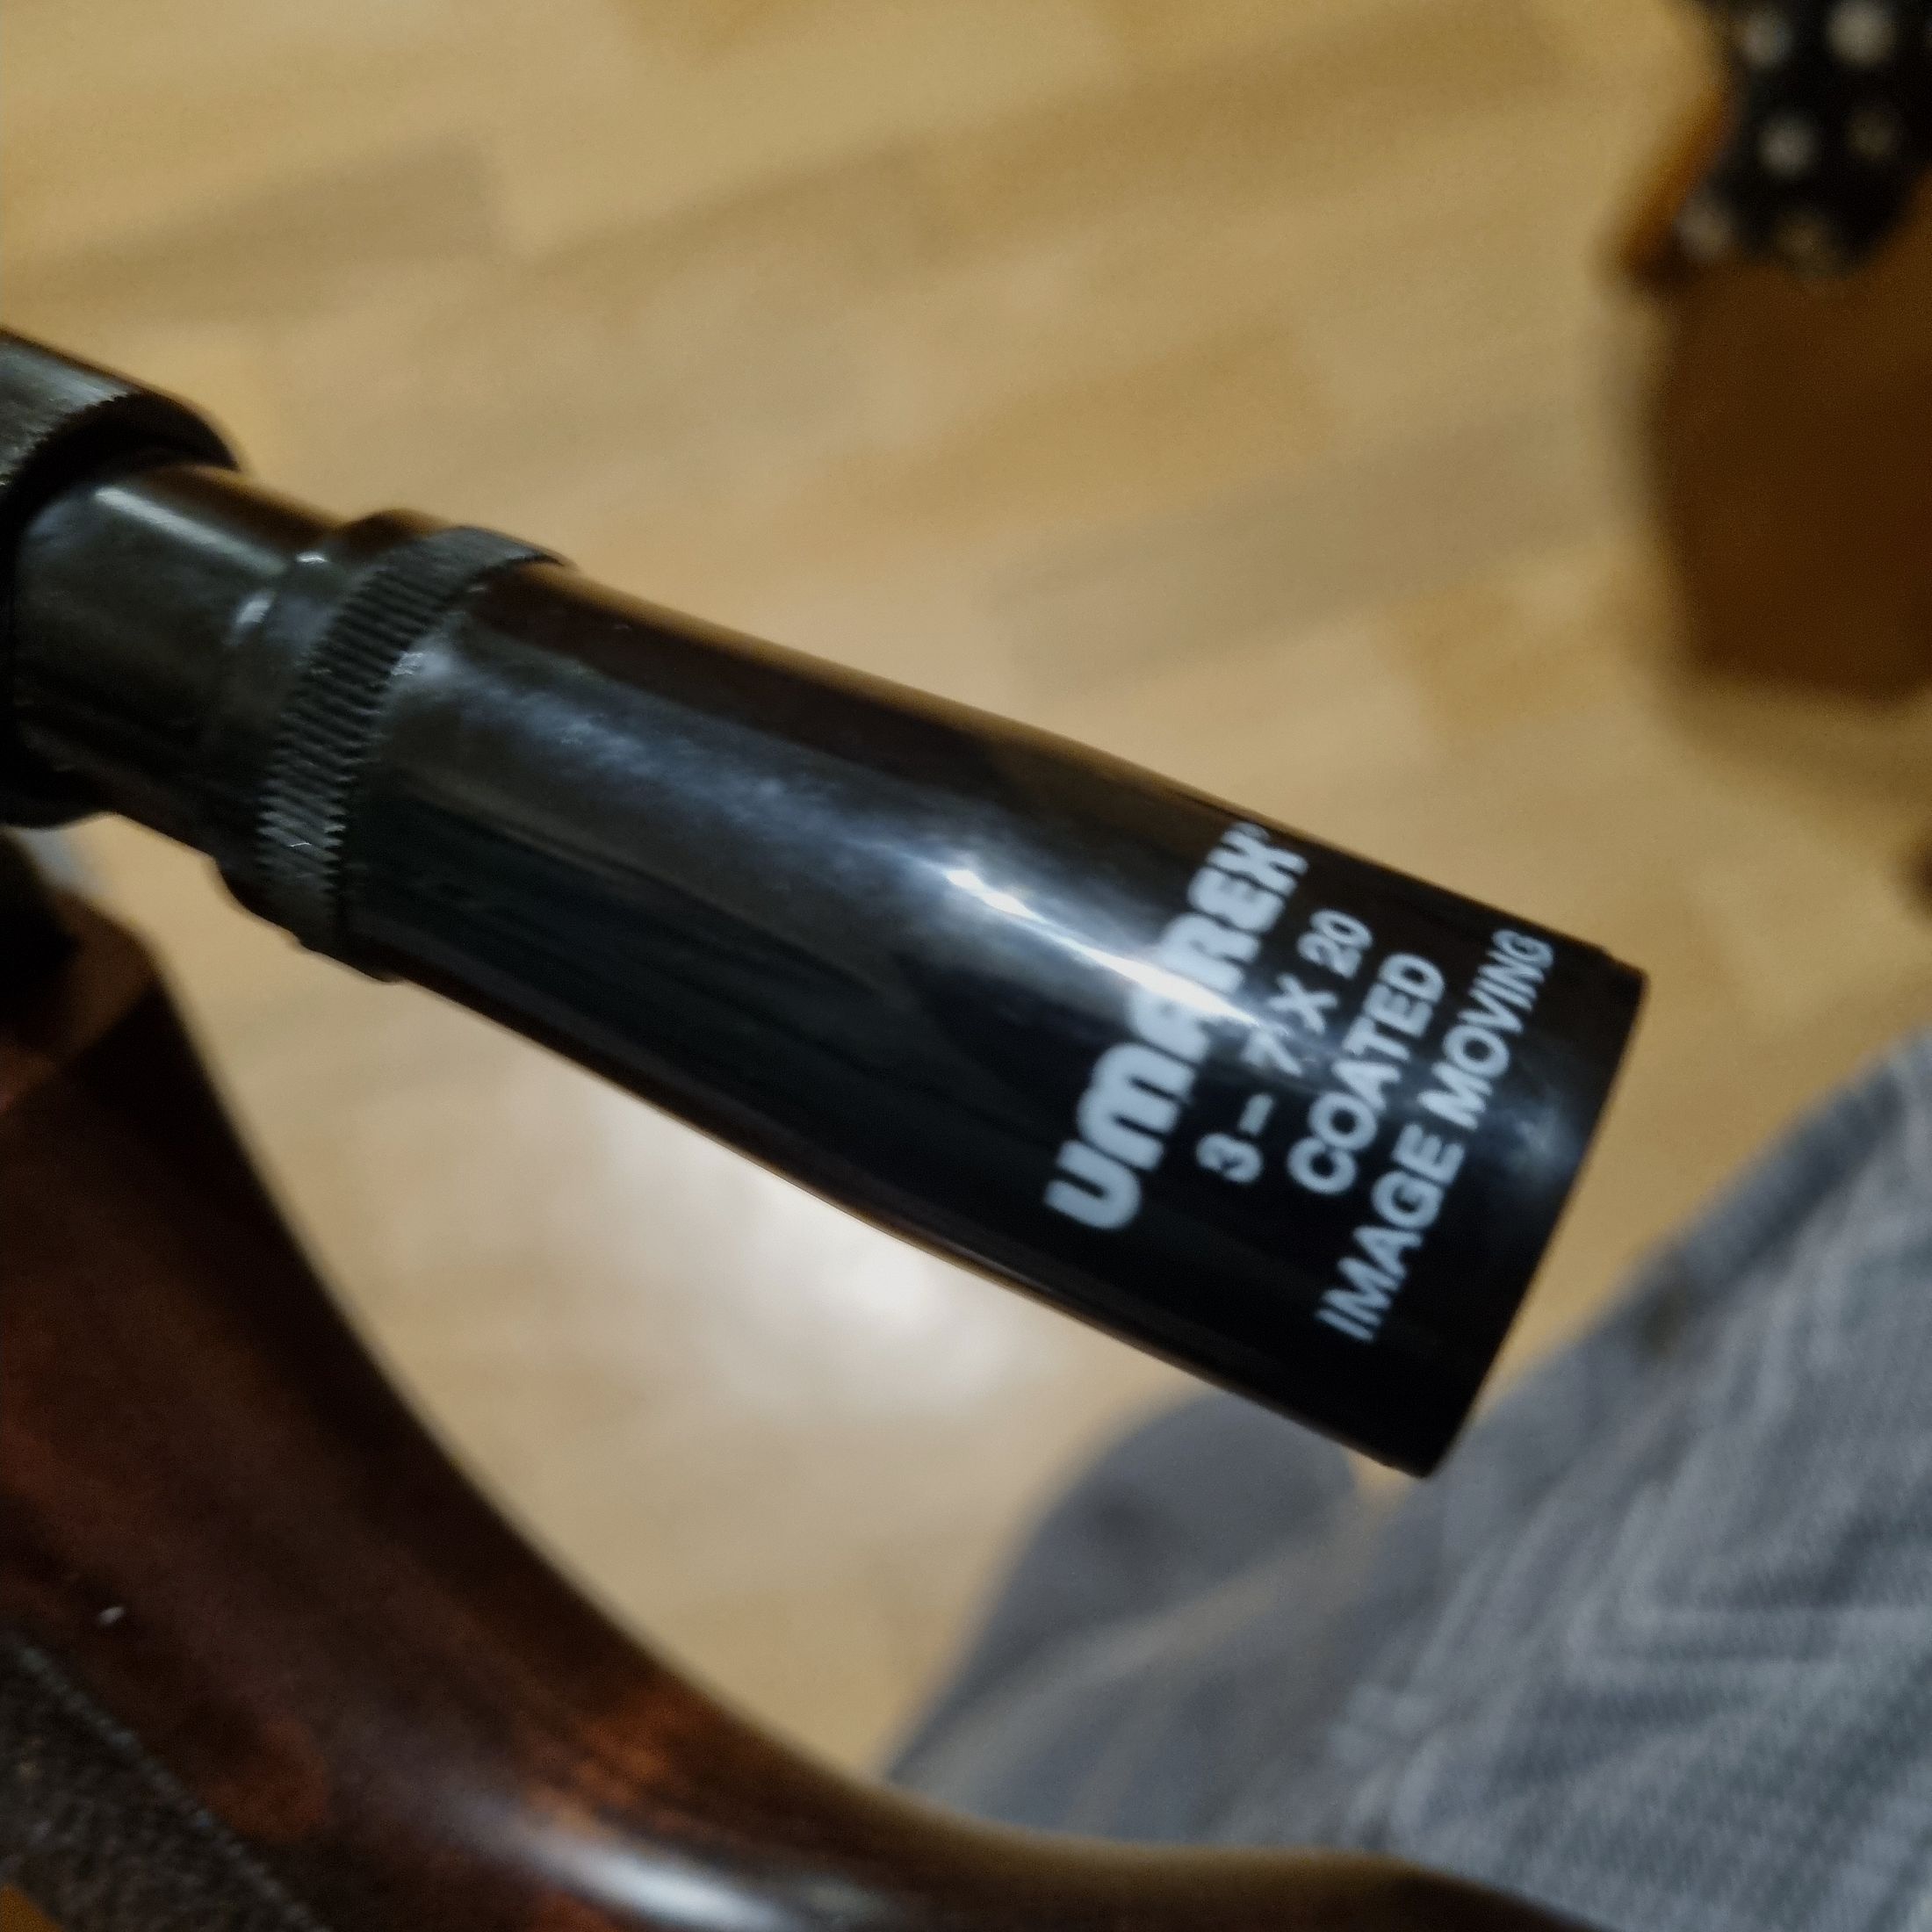 umarex®
3 - 7 X 20
COATED
IMAGE MOVING